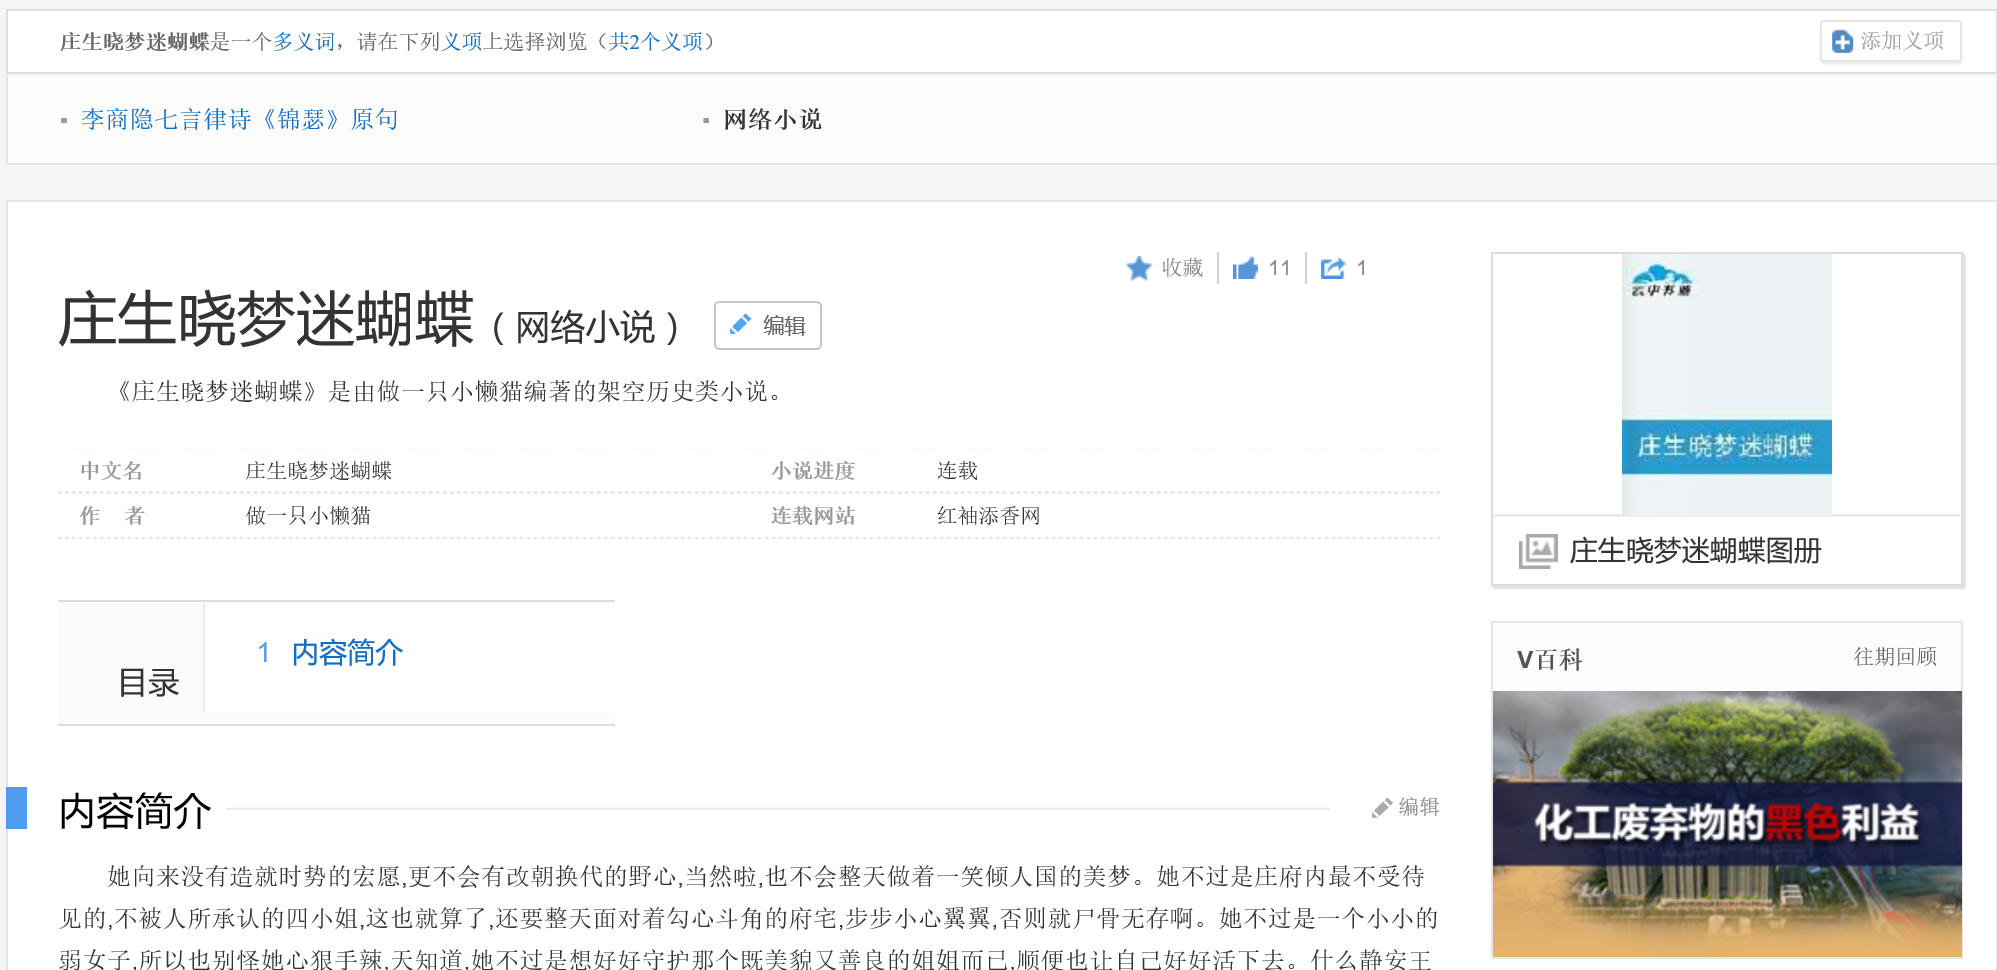 庄生晓梦迷蝴蝶是一个多义词，请在下列义项上选择浏览（共2个义项）
添加义项
▪ 李商隐七言律诗《锦瑟》原句
▪ 网络小说
收藏 11 1
庄生晓梦迷蝴蝶（网络小说） 编辑
《庄生晓梦迷蝴蝶》是由做一只小懒猫编著的架空历史类小说。
中文名 庄生晓梦迷蝴蝶 小说进度 连载
作 者 做一只小懒猫 连载网站 红袖添香网
目录
1 内容简介
内容简介
编辑
她向来没有造就时势的宏愿,更不会有改朝换代的野心,当然啦,也不会整天做着一笑倾人国的美梦。她不过是庄府内最不受待
见的,不被人所承认的四小姐,这也就算了,还要整天面对着勾心斗角的府宅,步步小心翼翼,否则就尸骨无存啊。她不过是一个小小的
弱女子,所以也别怪她心狠手辣,天知道,她不过是想好好守护那个既美貌又善良的姐姐而已,顺便也让自己好好活下去。什么静安王
云中书城
庄生晓梦迷蝴蝶
庄生晓梦迷蝴蝶图册
V百科
往期回顾
化工废弃物的黑色利益